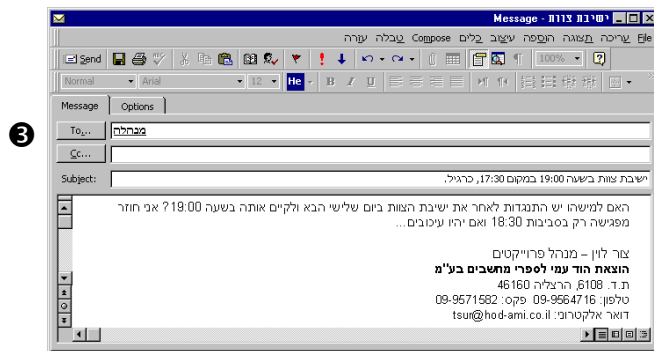 ישיבת צוות - Message
File עריכה תצוגה הוספה עיצוב כלים Compose טבלה עזרה
Send 100%
Normal Arial 12 He B I U
Message Options
❸
To... מנהלה
Cc...
Subject: ישיבת צוות בשעה 19:00 במקום 17:30, כרגיל.
האם למישהו יש התנגדות לאחר את ישיבת הצוות ביום שלישי הבא ולקיים אותה בשעה 19:00? אני חוזר
מפגישה רק בסביבות 18:30 ואם יהיו עיכובים...
צור לוין – מנהל פרוייקטים
הוצאת הוד עמי לספרי מחשבים בע"מ
ת.ד. 6108, הרצליה 46160
טלפון: 09-9564716 פקס: 09-9571582
דואר אלקטרוני: tsur@hod-ami.co.il